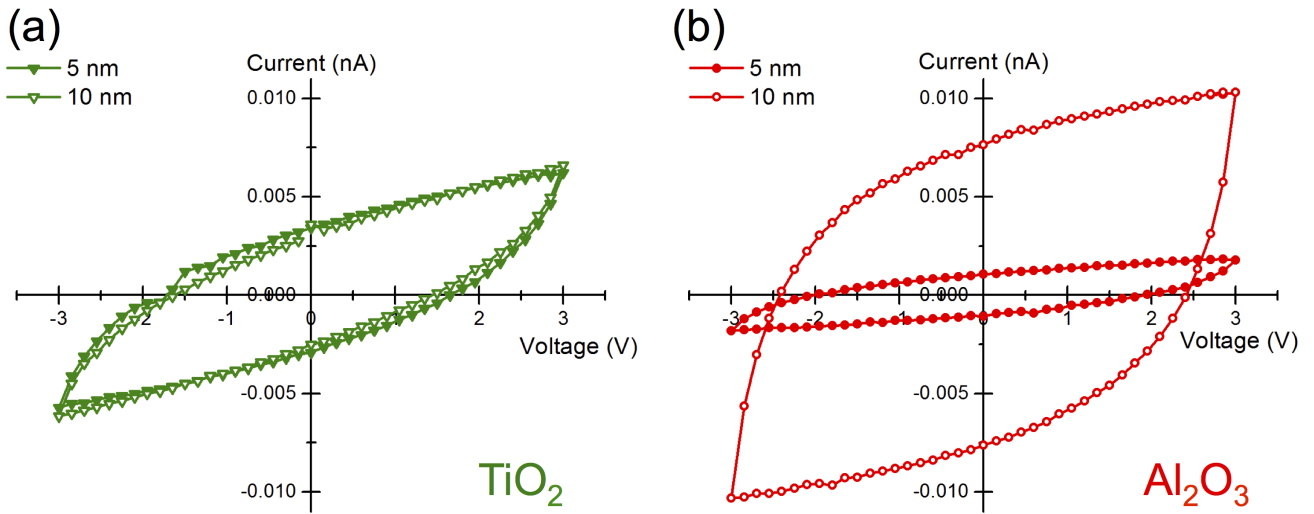 (a)
5 nm
10 nm
Current (nA)
0.010
0.005
0.000
-3 -2 -1 0 1 2 3
Voltage (V)
-0.005
-0.010
TiO₂
(b)
5 nm
10 nm
Current (nA)
0.010
0.005
0.000
-3 -2 -1 0 1 2 3
Voltage (V)
-0.005
-0.010
Al₂O₃